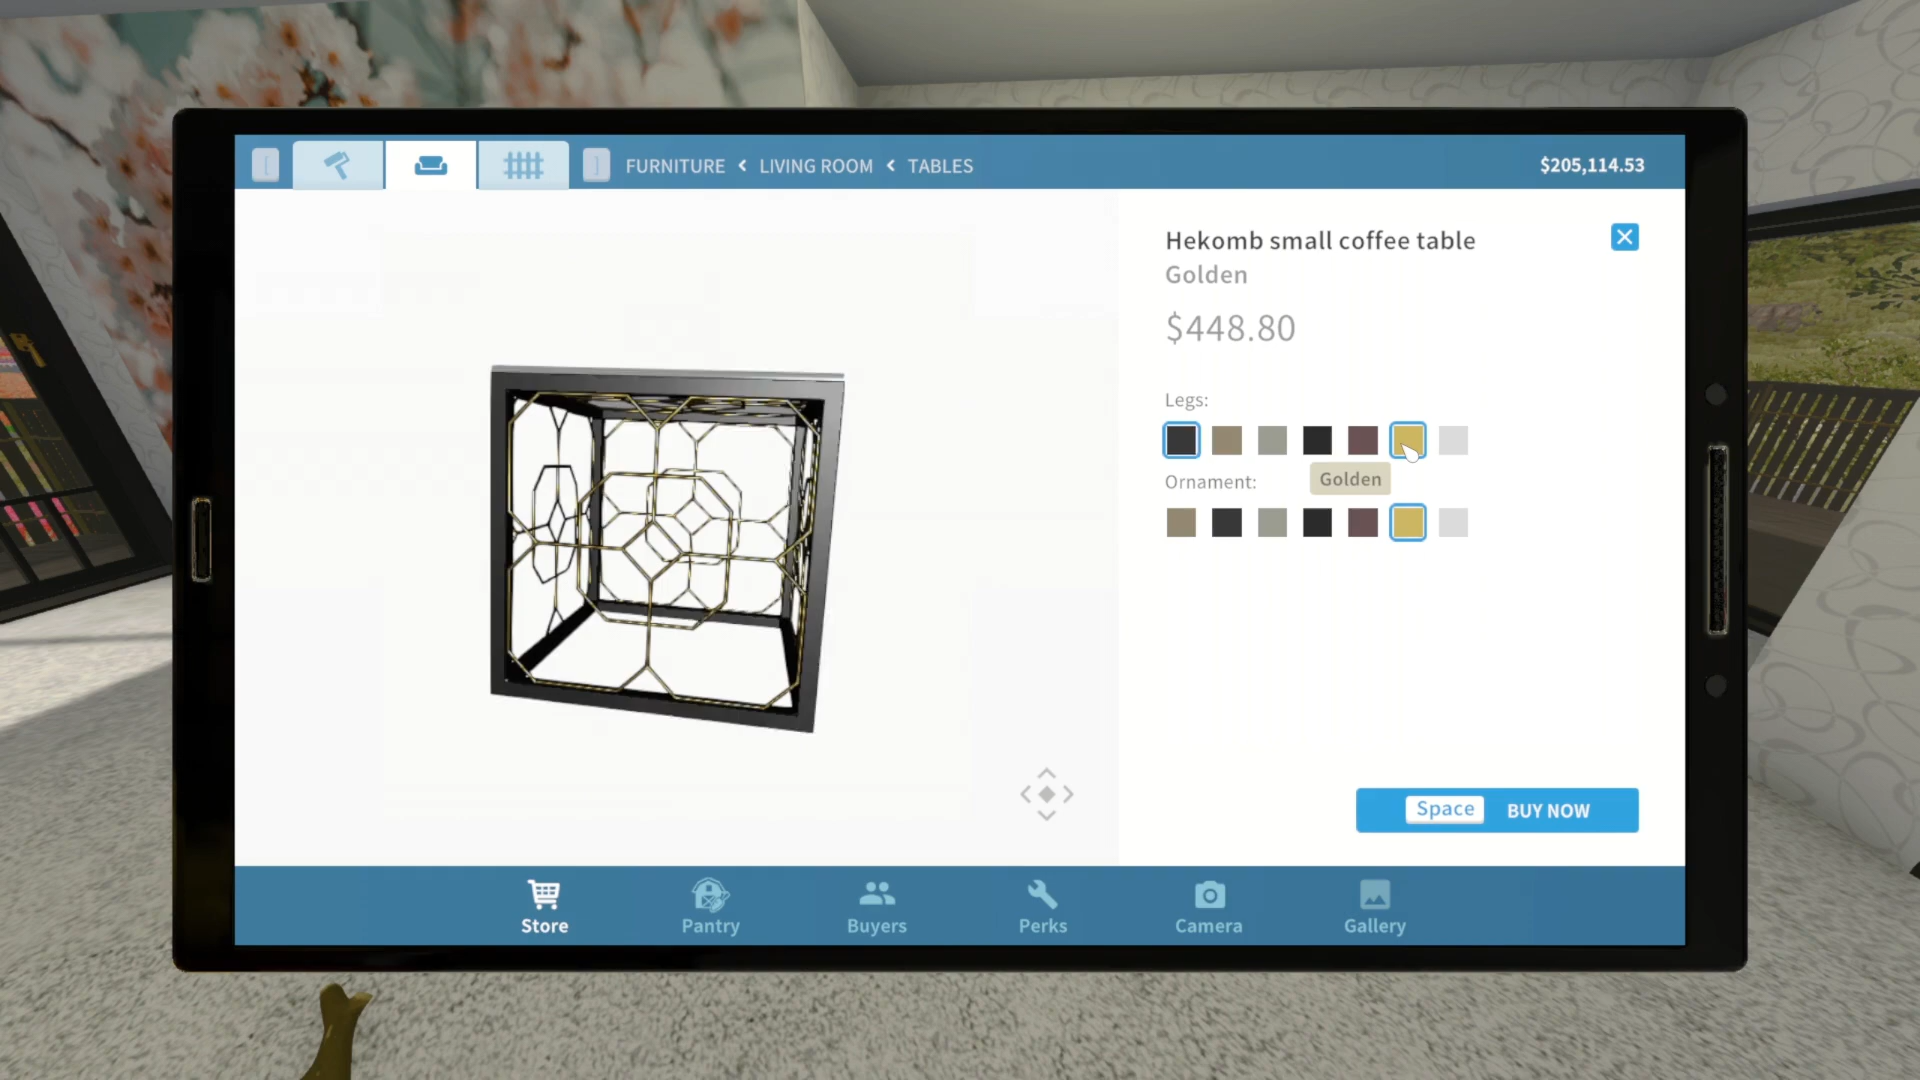 [
]
FURNITURE < LIVING ROOM < TABLES
$205,114.53
Hekomb small coffee table
Golden
$448.80
Legs:
Golden
Ornament:
Space BUY NOW
Store
Pantry
Buyers
Perks
Camera
Gallery